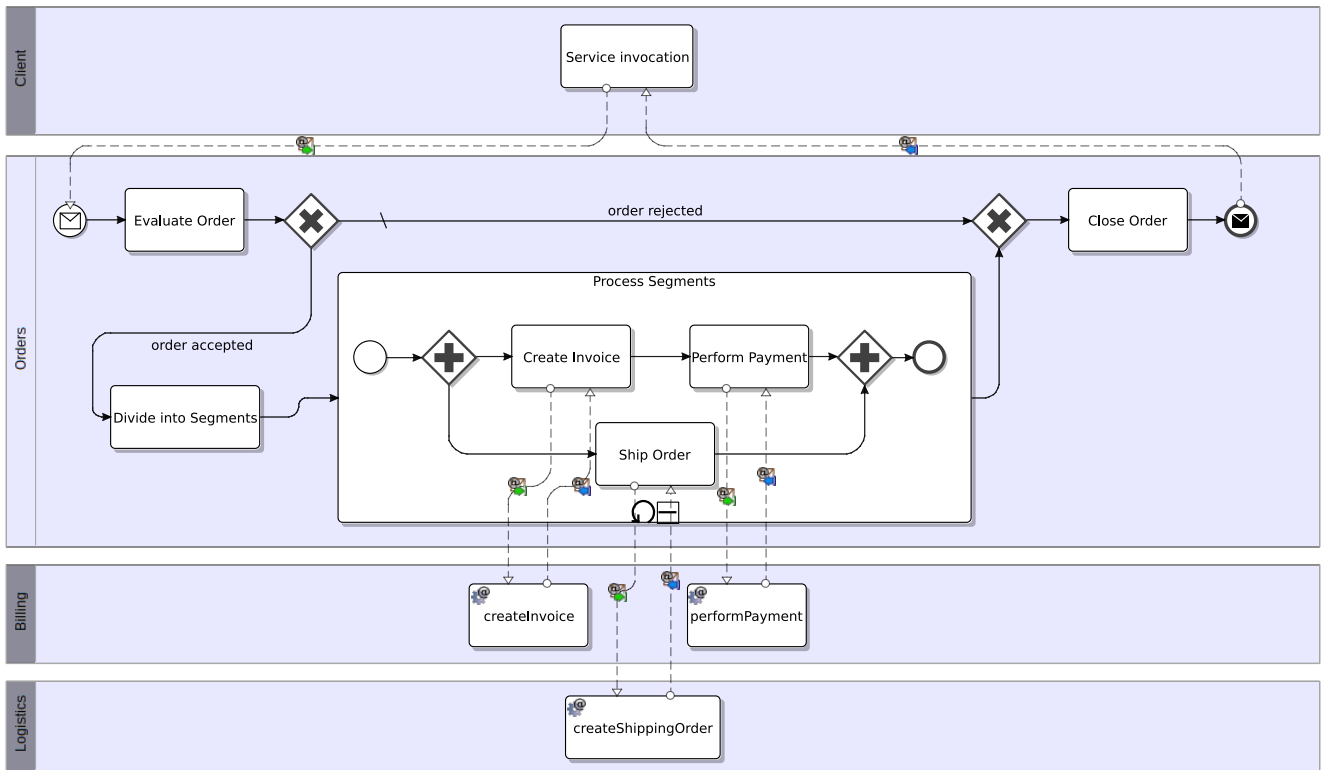 Client
Service invocation
Orders
Evaluate Order
order rejected
Close Order
Process Segments
order accepted
Create Invoice
Perform Payment
Divide into Segments
Ship Order
Billing
createInvoice
performPayment
Logistics
createShippingOrder